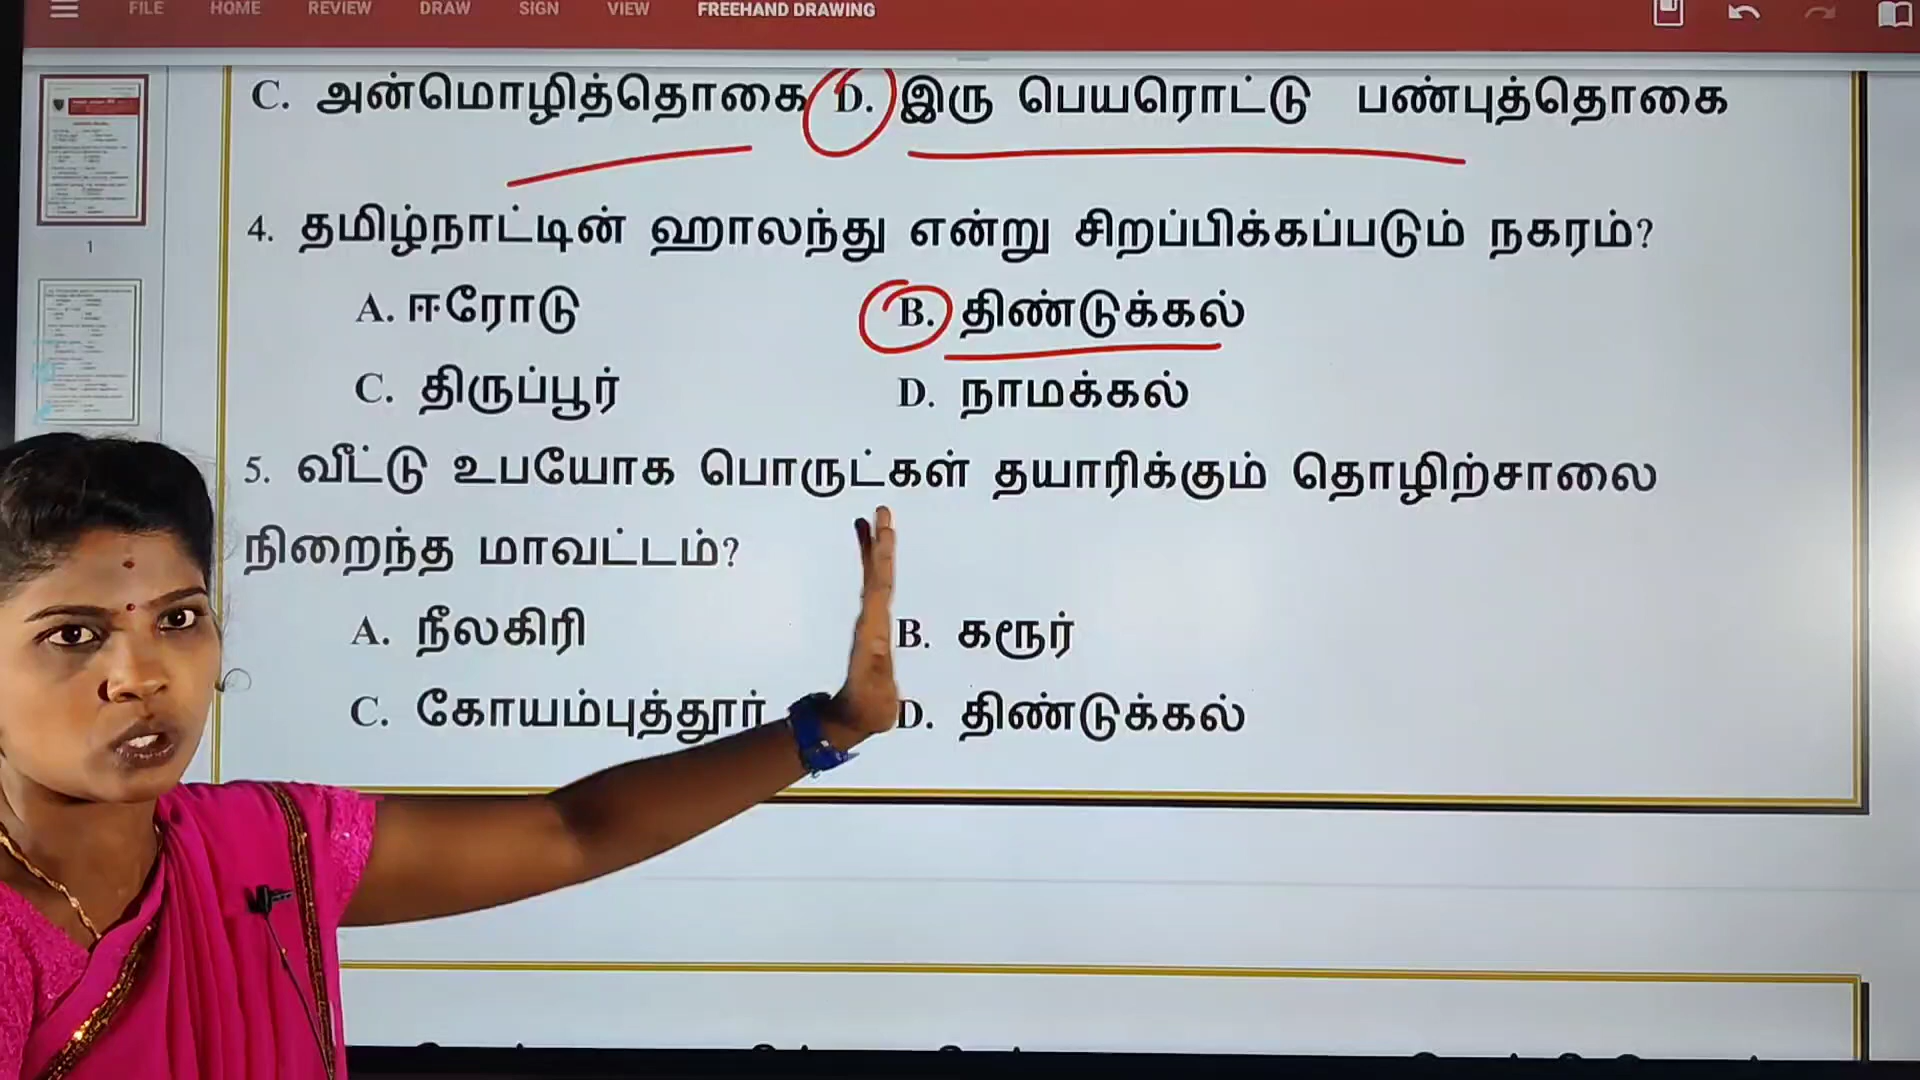 FILE HOME REVIEW DRAW SIGN VIEW FREEHAND DRAWING
C. அன்மொழித்தொகை D. இரு பெயரொட்டு பண்புத்தொகை
4. தமிழ்நாட்டின் ஹாலந்து என்று சிறப்பிக்கப்படும் நகரம்?
A. ஈரோடு B. திண்டுக்கல்
C. திருப்பூர் D. நாமக்கல்
5. வீட்டு உபயோக பொருட்கள் தயாரிக்கும் தொழிற்சாலை
நிறைந்த மாவட்டம்?
A. நீலகிரி B. கரூர்
C. கோயம்புத்தூர் D. திண்டுக்கல்
1